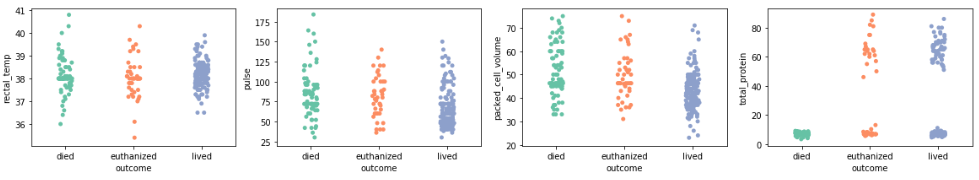 41
40
39
38
37
36
rectal_temp
died
euthanized
lived
outcome
175
150
125
100
75
50
25
pulse
died
euthanized
lived
outcome
70
60
50
40
30
20
packed_cell_volume
died
euthanized
lived
outcome
80
60
40
20
0
total_protein
died
euthanized
lived
outcome